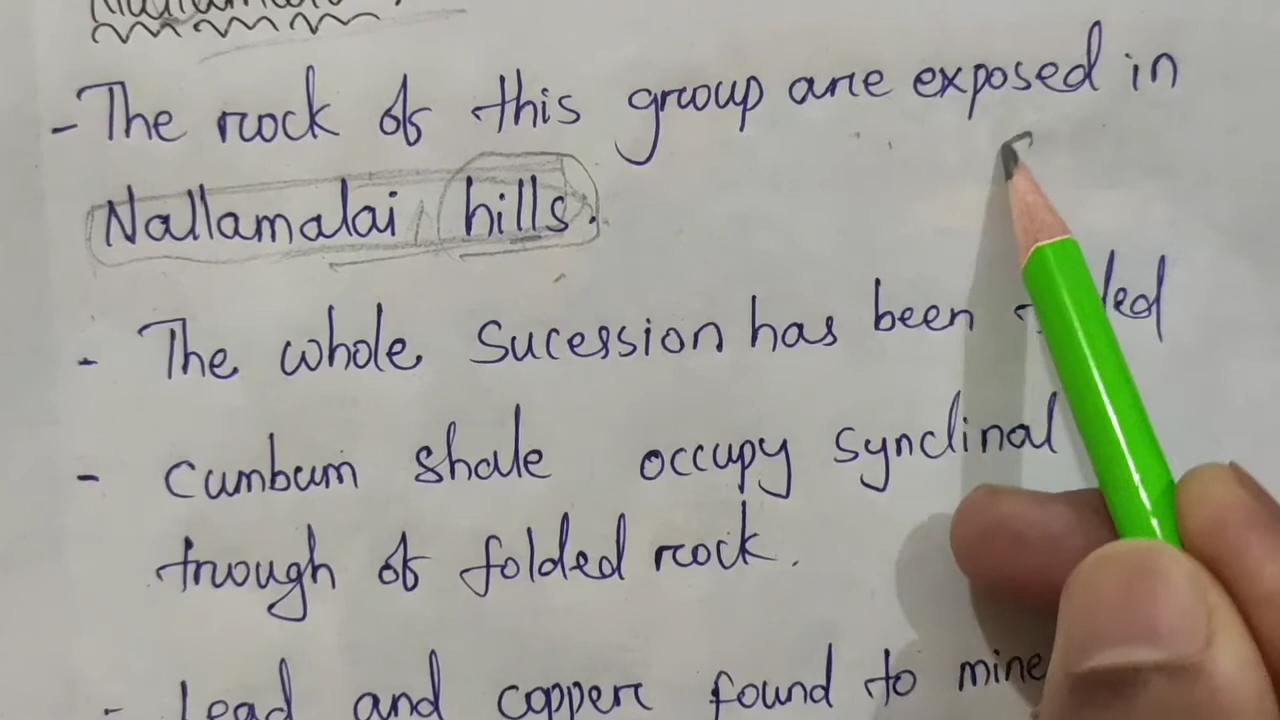 - The rock of this group are exposed in
Nallamalai hills.
- The whole Sucession has been
- cumbum shale occupy synclinal
trough of folded rock.
- Lead and copper found to